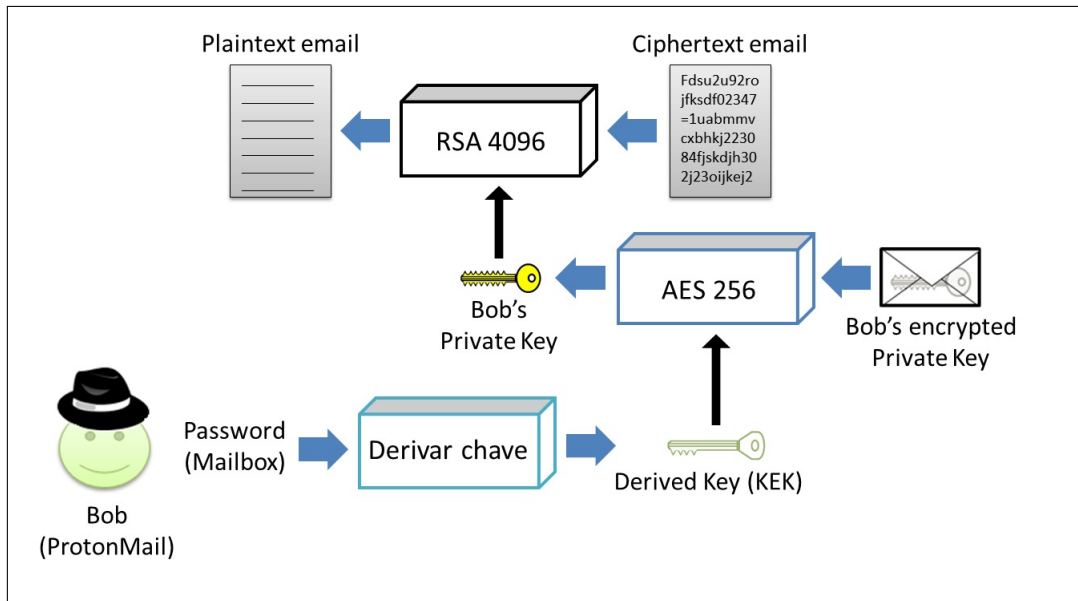 Plaintext email
Ciphertext email
Fdsu2u92ro
jfksdf02347
=1uabmmv
cxbhkj2230
84fjskdjh30
2j23oijkej2
RSA 4096
AES 256
Bob's
Private Key
Bob's encrypted
Private Key
Password
(Mailbox)
Derivar chave
Derived Key (KEK)
Bob
(ProtonMail)